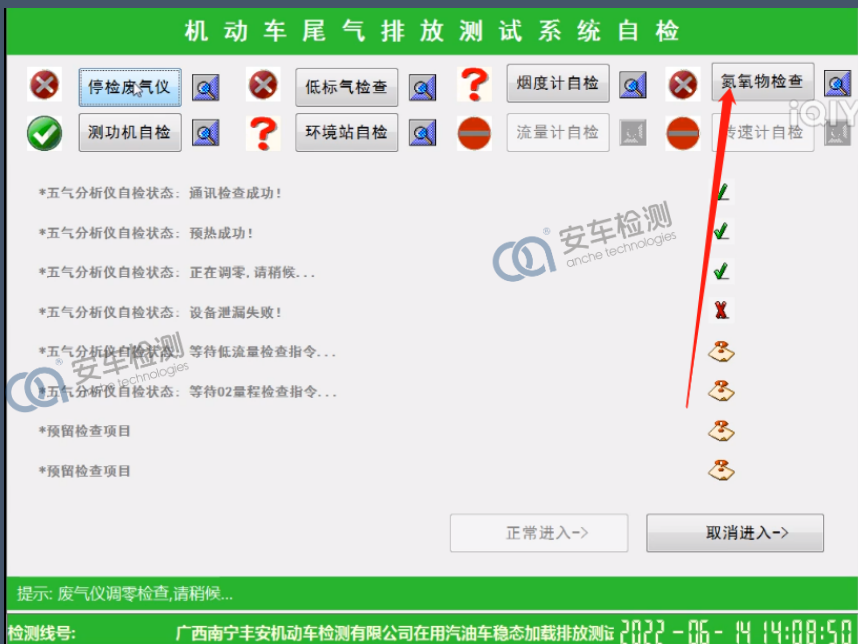 机动车尾气排放测试系统自检
停检废气仪 低标气检查 烟度计自检 氮氧物检查
测功机自检 环境站自检 流量计自检 转速计自检
iQIY
*五气分析仪自检状态: 通讯检查成功!
*五气分析仪自检状态: 预热成功!
*五气分析仪自检状态: 正在调零,请稍候...
*五气分析仪自检状态: 设备泄漏失败!
*五气分析仪自检状态: 等待低流量检查指令...
*五气分析仪自检状态: 等待O2量程检查指令...
*预留检查项目
*预留检查项目
安车检测
anche technologies
安车检测
anche technologies
正常进入-> 取消进入->
提示: 废气仪调零检查,请稍候...
检测线号: 广西南宁丰安机动车检测有限公司在用汽油车稳态加载排放测 2022-06-14 14:08:50